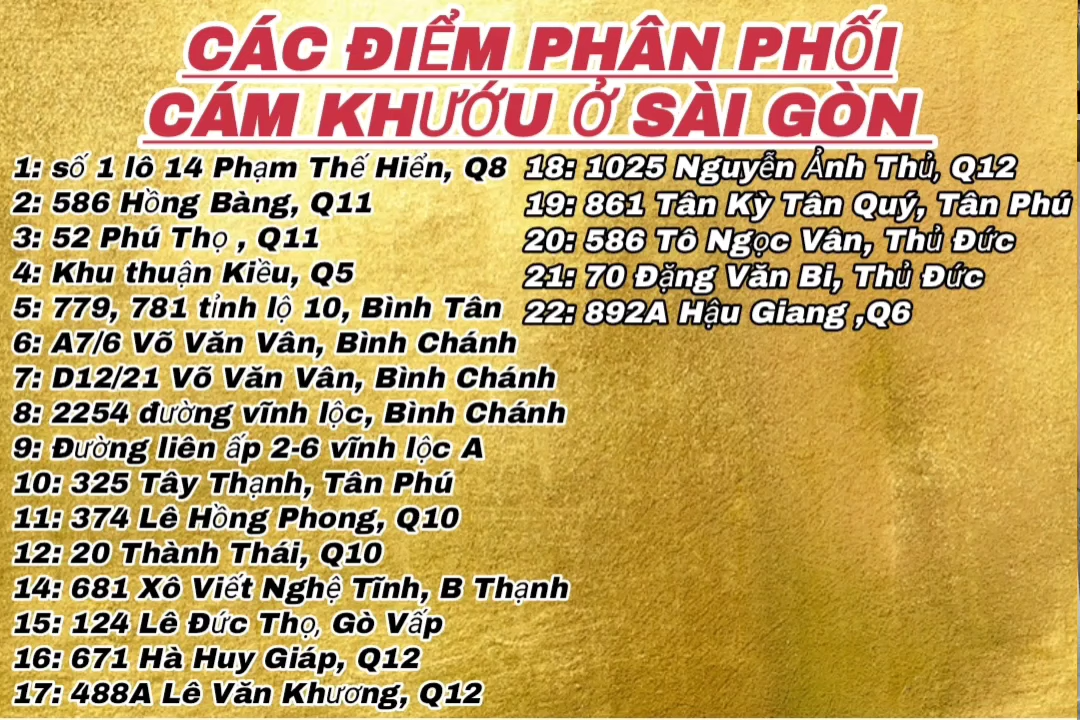 CÁC ĐIỂM PHÂN PHỐI
CÁM KHƯỚU Ở SÀI GÒN
1: số 1 lô 14 Phạm Thế Hiển, Q8
2: 586 Hồng Bàng, Q11
3: 52 Phú Thọ , Q11
4: Khu thuận Kiều, Q5
5: 779, 781 tỉnh lộ 10, Bình Tân
6: A7/6 Võ Văn Vân, Bình Chánh
7: D12/21 Võ Văn Vân, Bình Chánh
8: 2254 đường vĩnh lộc, Bình Chánh
9: Đường liên ấp 2-6 vĩnh lộc A
10: 325 Tây Thạnh, Tân Phú
11: 374 Lê Hồng Phong, Q10
12: 20 Thành Thái, Q10
14: 681 Xô Viết Nghệ Tĩnh, B Thạnh
15: 124 Lê Đức Thọ, Gò Vấp
16: 671 Hà Huy Giáp, Q12
17: 488A Lê Văn Khương, Q12
18: 1025 Nguyễn Ảnh Thủ, Q12
19: 861 Tân Kỳ Tân Quý, Tân Phú
20: 586 Tô Ngọc Vân, Thủ Đức
21: 70 Đặng Văn Bi, Thủ Đức
22: 892A Hậu Giang ,Q6